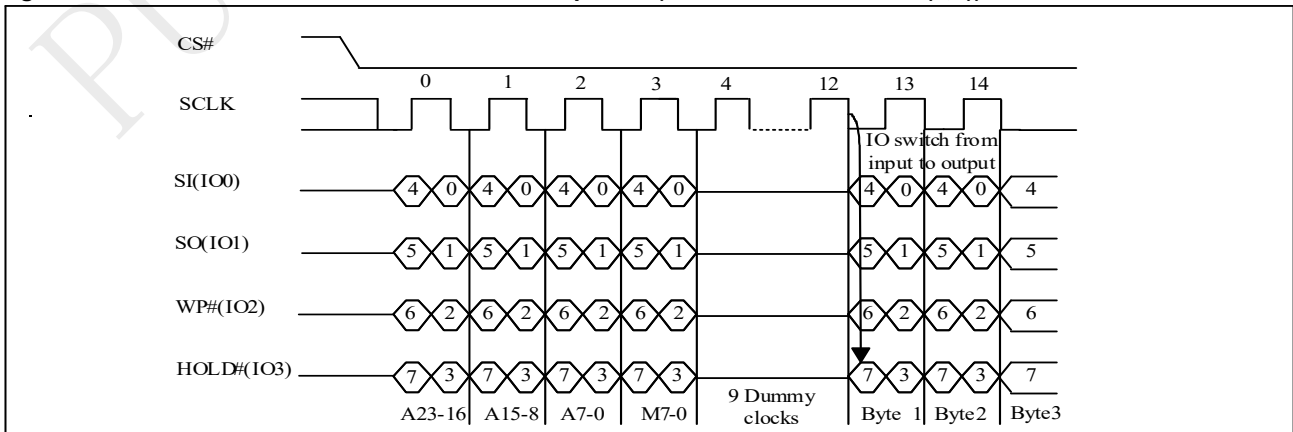 CS#
0 1 2 3 4 12 13 14
SCLK
IO switch from
input to output
SI(IO0) 4 0 4 0 4 0 4 0 4 0 4 0 4
SO(IO1) 5 1 5 1 5 1 5 1 5 1 5 1 5
WP#(IO2) 6 2 6 2 6 2 6 2 6 2 6 2 6
HOLD#(IO3) 7 3 7 3 7 3 7 3 7 3 7 3 7
9 Dummy
clocks
A23-16 A15-8 A7-0 M7-0 Byte 1 Byte2 Byte3